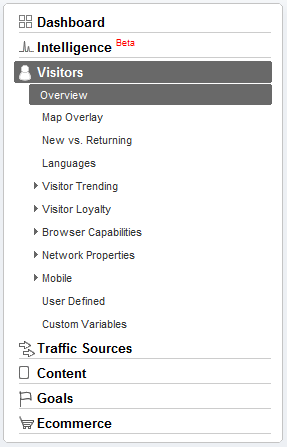 Dashboard
Intelligence Beta
Visitors
Overview
Map Overlay
New vs. Returning
Languages
Visitor Trending
Visitor Loyalty
Browser Capabilities
Network Properties
Mobile
User Defined
Custom Variables
Traffic Sources
Content
Goals
Ecommerce